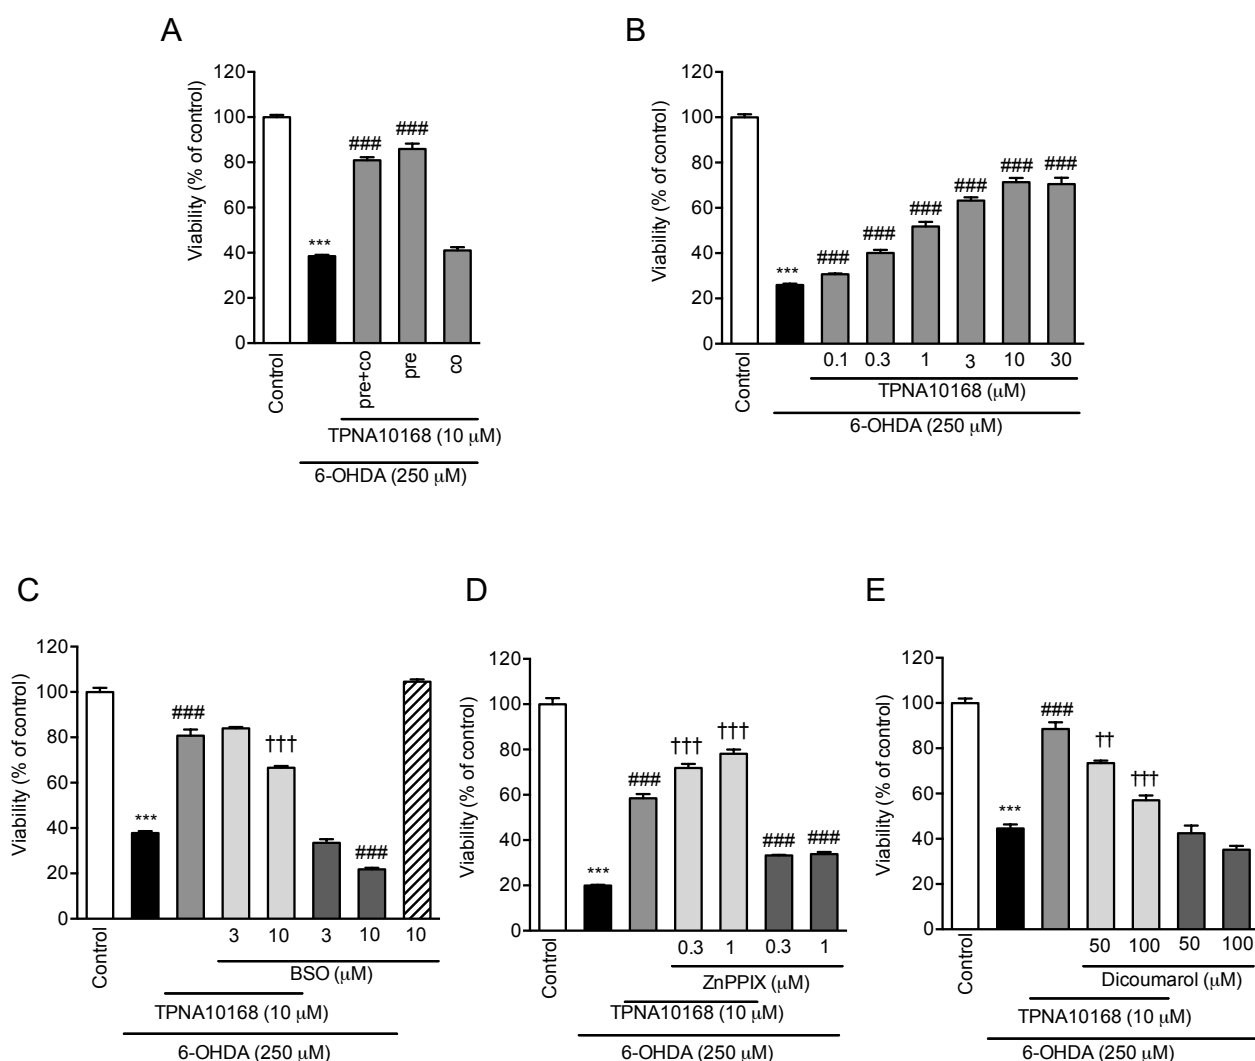 A
Viability (% of control)
120
100
80
60
40
20
0
***
###
###
Control
pre+co
pre
co
TPNA10168 (10 μM)
6-OHDA (250 μM)
B
Viability (% of control)
120
100
80
60
40
20
0
***
###
###
###
###
###
###
Control
0.1 0.3 1 3 10 30
TPNA10168 (μM)
6-OHDA (250 μM)
C
Viability (% of control)
120
100
80
60
40
20
0
***
###
†††
###
Control
3 10 3 10 10
BSO (μM)
TPNA10168 (10 μM)
6-OHDA (250 μM)
D
Viability (% of control)
120
100
80
60
40
20
0
***
###
†††
†††
###
###
Control
0.3 1 0.3 1
ZnPPIX (μM)
TPNA10168 (10 μM)
6-OHDA (250 μM)
E
Viability (% of control)
120
100
80
60
40
20
0
***
###
††
†††
Control
50 100 50 100
Dicoumarol (μM)
TPNA10168 (10 μM)
6-OHDA (250 μM)